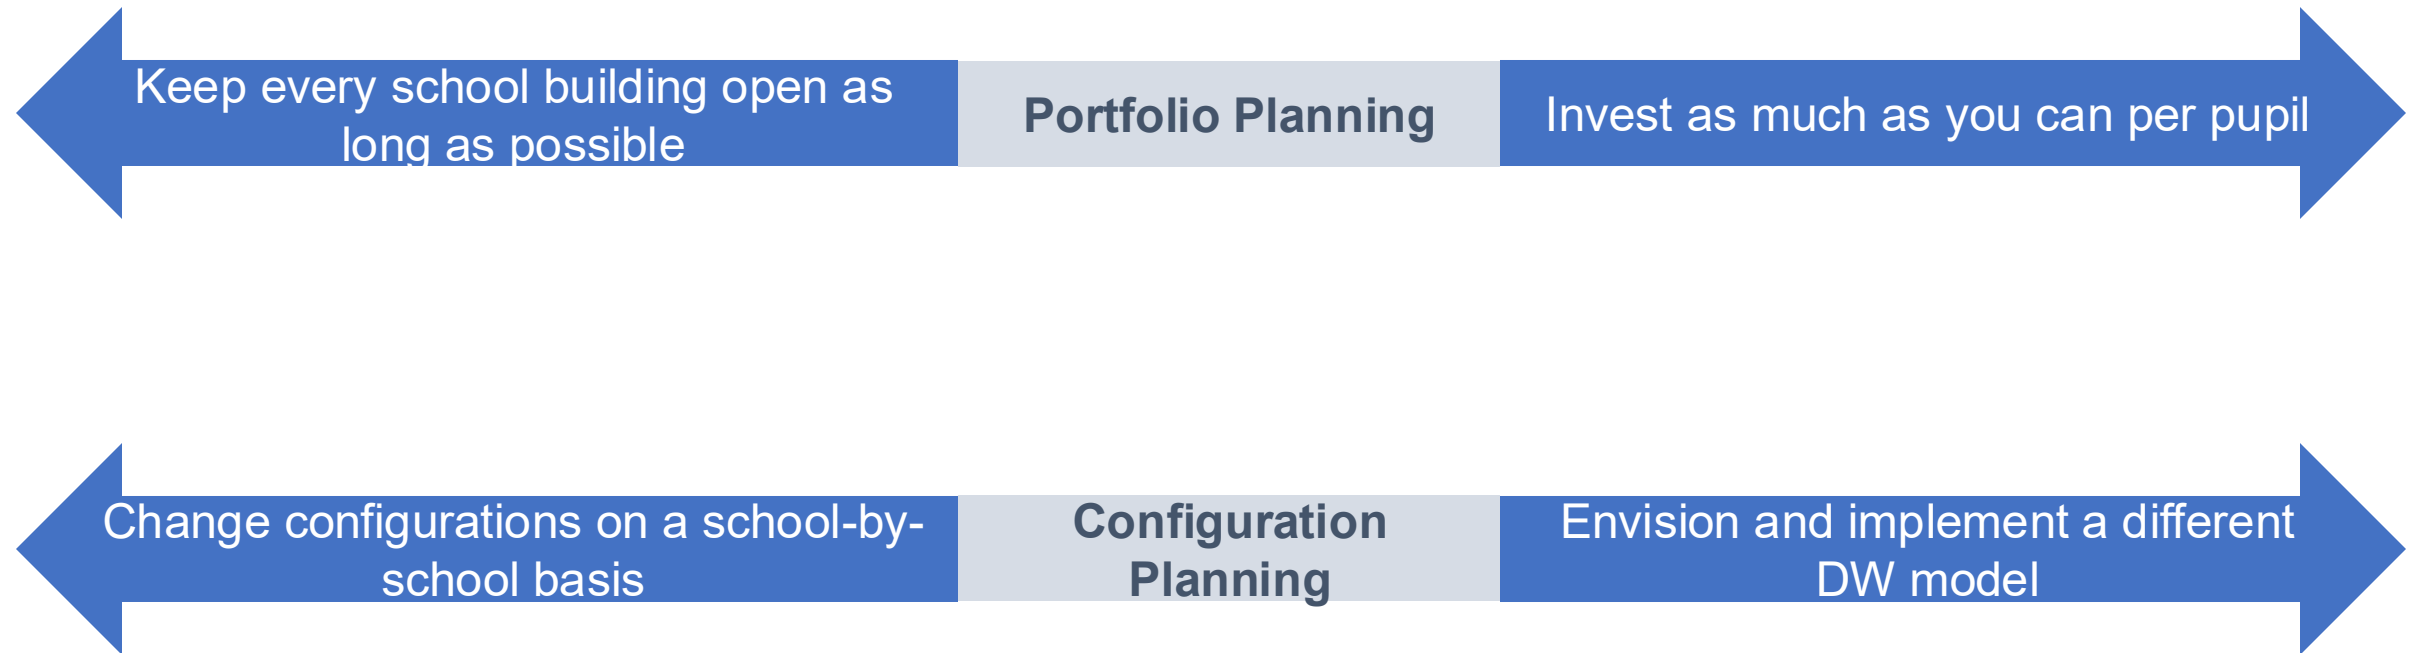 Keep every school building open as
long as possible
Portfolio Planning
Invest as much as you can per pupil
Change configurations on a school-by-
school basis
Configuration
Planning
Envision and implement a different
DW model